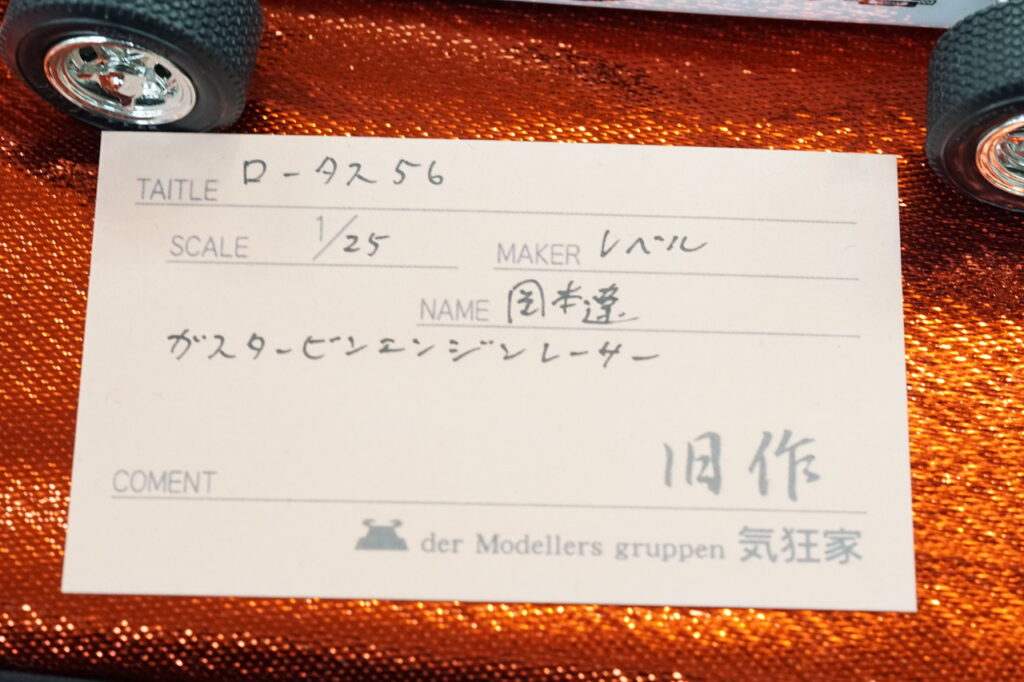 TAITLE ロータス56
SCALE 1/25 MAKER レベル
NAME 岡本達
ガスタービンエンジンレーサー
旧作
COMENT
der Modellers gruppen 気狂家